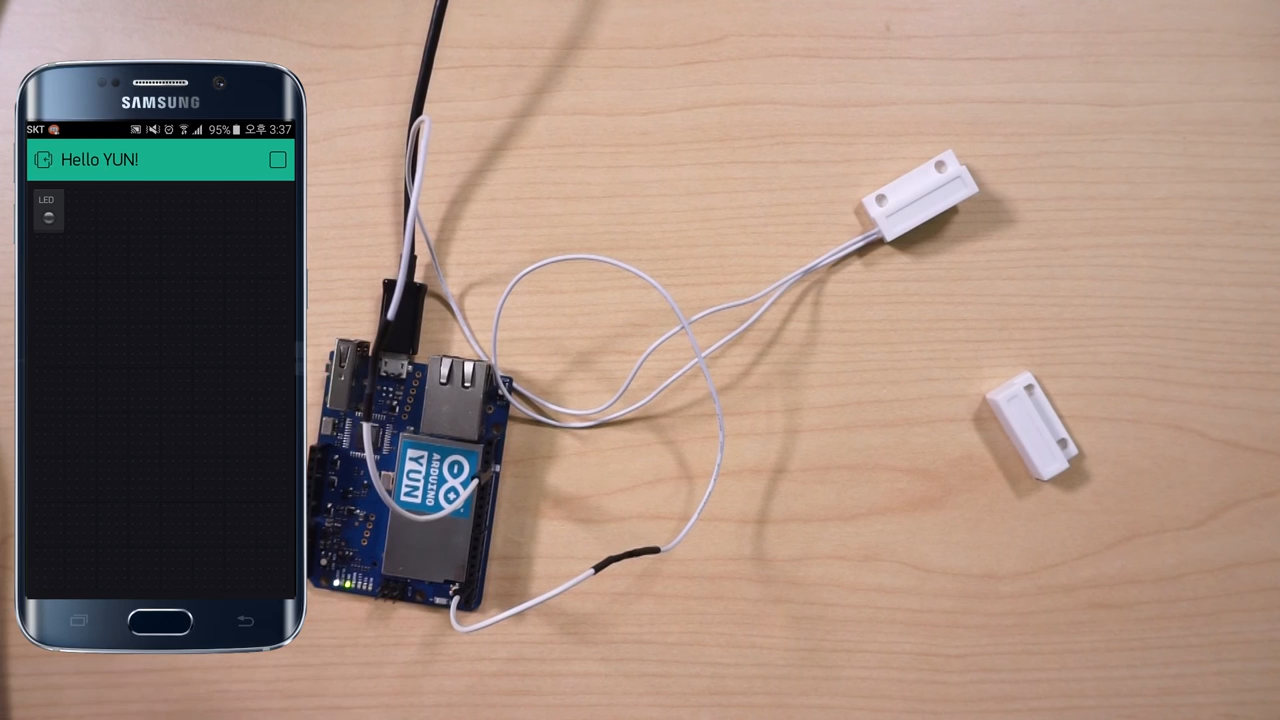 SAMSUNG
SKT 95% 오후 3:37
Hello YUN!
LED
ARDUINO
YUN